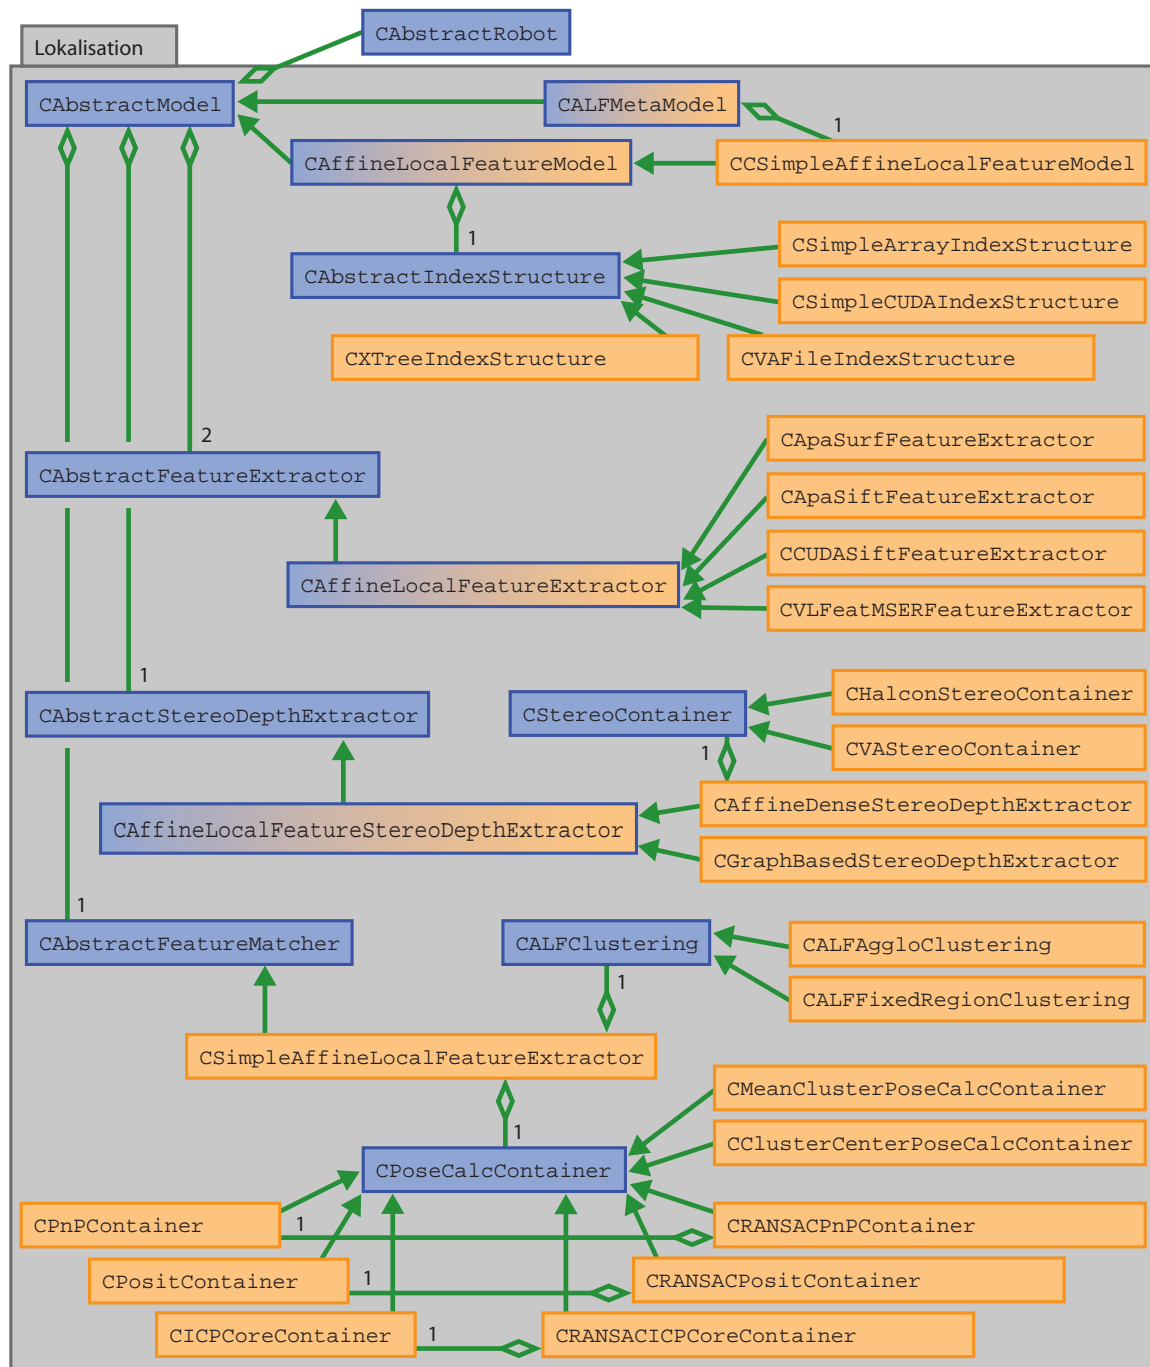 CAbstractRobot
Lokalisation
CAbstractModel
CALFMetaModel
1
CAffineLocalFeatureModel
CCSimpleAffineLocalFeatureModel
1
CSimpleArrayIndexStructure
CAbstractIndexStructure
CSimpleCUDAIndexStructure
CXTreeIndexStructure
CVAFileIndexStructure
2
CApaSurfFeatureExtractor
CAbstractFeatureExtractor
CApaSiftFeatureExtractor
CCUDASiftFeatureExtractor
CAffineLocalFeatureExtractor
CVLFeatMSERFeatureExtractor
1
CHalconStereoContainer
CAbstractStereoDepthExtractor
CStereoContainer
CVAStereoContainer
1
CAffineDenseStereoDepthExtractor
CAffineLocalFeatureStereoDepthExtractor
CGraphBasedStereoDepthExtractor
1
CAbstractFeatureMatcher
CALFClustering
CALFAggloClustering
1
CALFFixedRegionClustering
CSimpleAffineLocalFeatureExtractor
CMeanClusterPoseCalcContainer
1
CClusterCenterPoseCalcContainer
CPoseCalcContainer
CPnPContainer
1
CRANSACPnPContainer
CPositContainer
1
CRANSACPositContainer
CICPCoreContainer
1
CRANSACICPCoreContainer